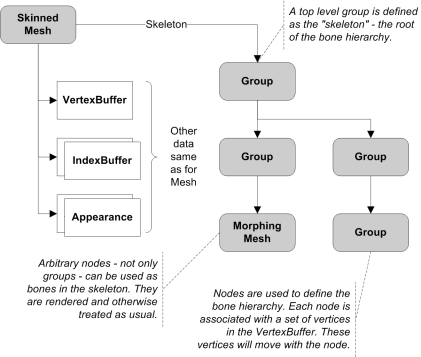 Skinned
Mesh
Skeleton
A top level group is defined
as the "skeleton" - the root
of the bone hierarchy.
Group
VertexBuffer
IndexBuffer
Appearance
Other
data
same
as for
Mesh
Group
Group
Morphing
Mesh
Group
Arbitrary nodes - not only
groups - can be used as
bones in the skeleton. They
are rendered and otherwise
treated as usual.
Nodes are used to define the
bone hierarchy. Each node is
associated with a set of vertices
in the VertexBuffer. These
vertices will move with the node.